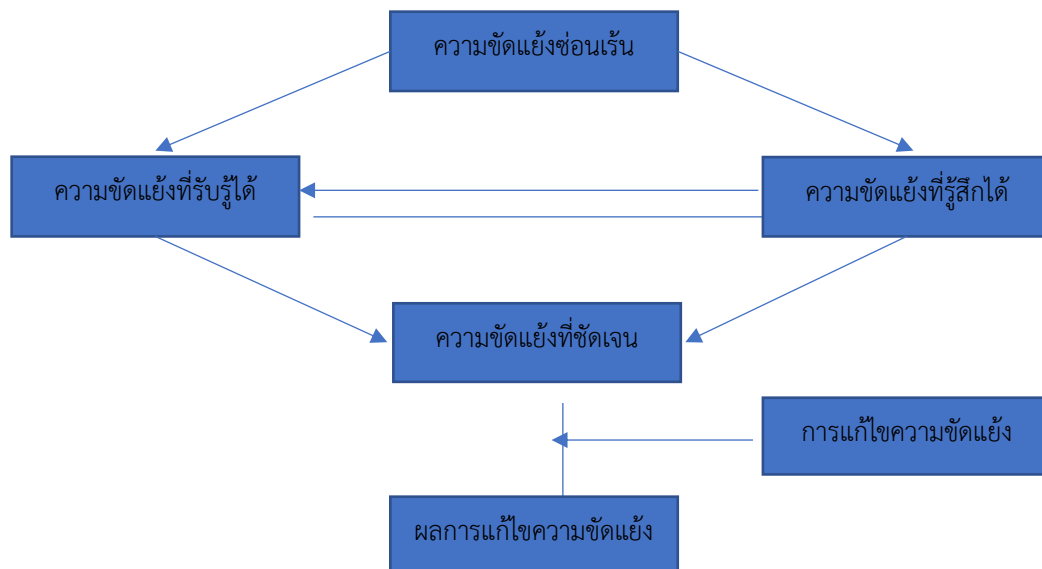 ความขัดแย้งซ่อนเร้น
ความขัดแย้งที่รับรู้ได้
ความขัดแย้งที่รู้สึกได้
ความขัดแย้งที่ชัดเจน
การแก้ไขความขัดแย้ง
ผลการแก้ไขความขัดแย้ง